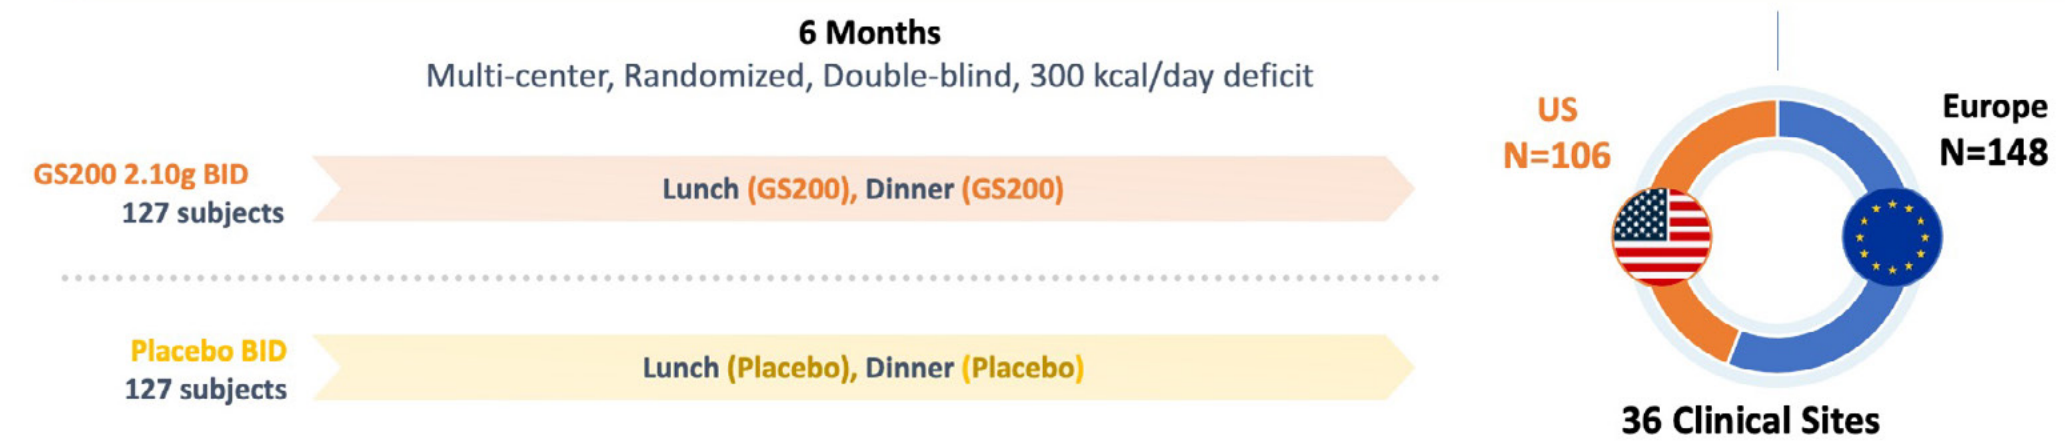 6 Months
Multi-center, Randomized, Double-blind, 300 kcal/day deficit
GS200 2.10g BID
127 subjects
Lunch (GS200), Dinner (GS200)
Placebo BID
127 subjects
Lunch (Placebo), Dinner (Placebo)
US
N=106
Europe
N=148
36 Clinical Sites